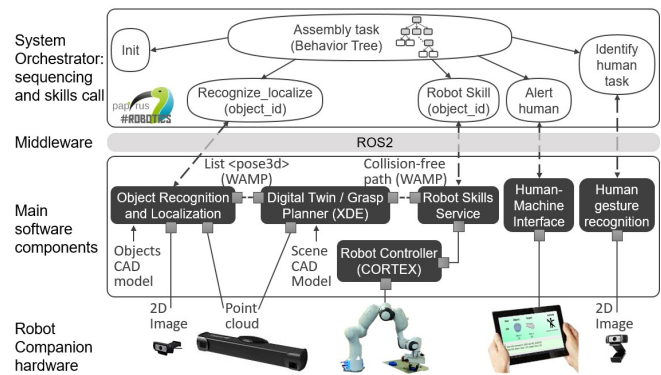 System
Orchestrator:
sequencing
and skills call
Init
Assembly task
(Behavior Tree)
Identify
human
task
Recognize_localize
(object_id)
Robot Skill
(object_id)
Alert
human
papyrus
#ROBOTICS
Middleware
ROS2
List <pose3d>
(WAMP)
Collision-free
path (WAMP)
Main
software
components
Object Recognition
and Localization
Digital Twin / Grasp
Planner (XDE)
Robot Skills
Service
Human-
Machine
Interface
Human
gesture
recognition
Objects
CAD
model
Scene
CAD
Model
Robot Controller
(CORTEX)
2D
Image
Point
cloud
2D
Image
Robot
Companion
hardware